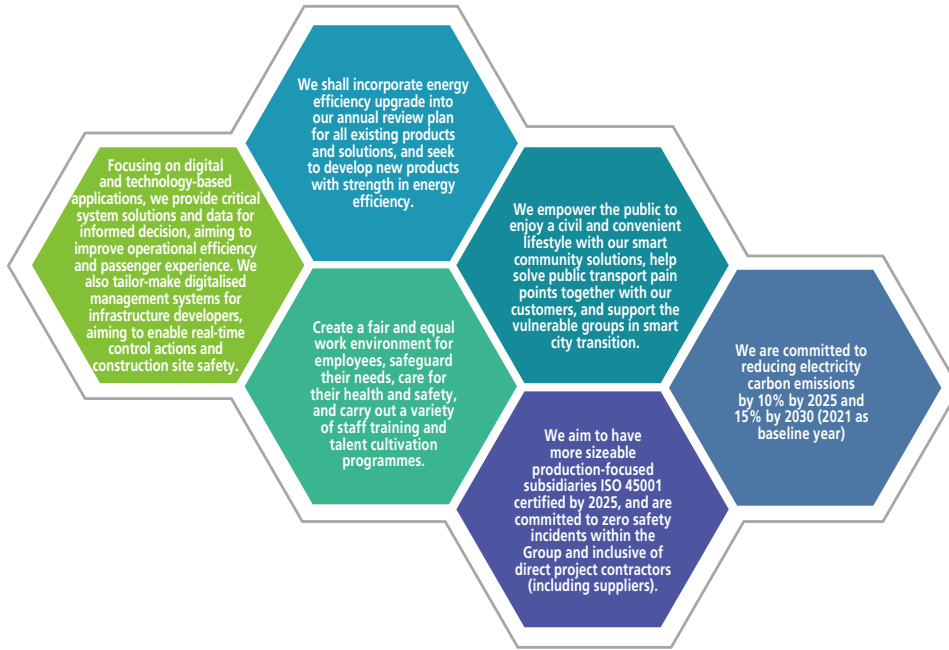 We shall incorporate energy
efficiency upgrade into
our annual review plan
for all existing products
and solutions, and seek
to develop new products
with strength in energy
efficiency.
Focusing on digital
and technology-based
applications, we provide critical
system solutions and data for
informed decision, aiming to
improve operational efficiency
and passenger experience. We
also tailor-make digitalised
management systems for
infrastructure developers,
aiming to enable real-time
control actions and
construction site safety.
We empower the public to
enjoy a civil and convenient
lifestyle with our smart
community solutions, help
solve public transport pain
points together with our
customers, and support the
vulnerable groups in smart
city transition.
Create a fair and equal
work environment for
employees, safeguard
their needs, care for
their health and safety,
and carry out a variety
of staff training and
talent cultivation
programmes.
We are committed to
reducing electricity
carbon emissions
by 10% by 2025 and
15% by 2030 (2021 as
baseline year)
We aim to have
more sizeable
production-focused
subsidiaries ISO 45001
certified by 2025, and are
committed to zero safety
incidents within the
Group and inclusive of
direct project contractors
(including suppliers).